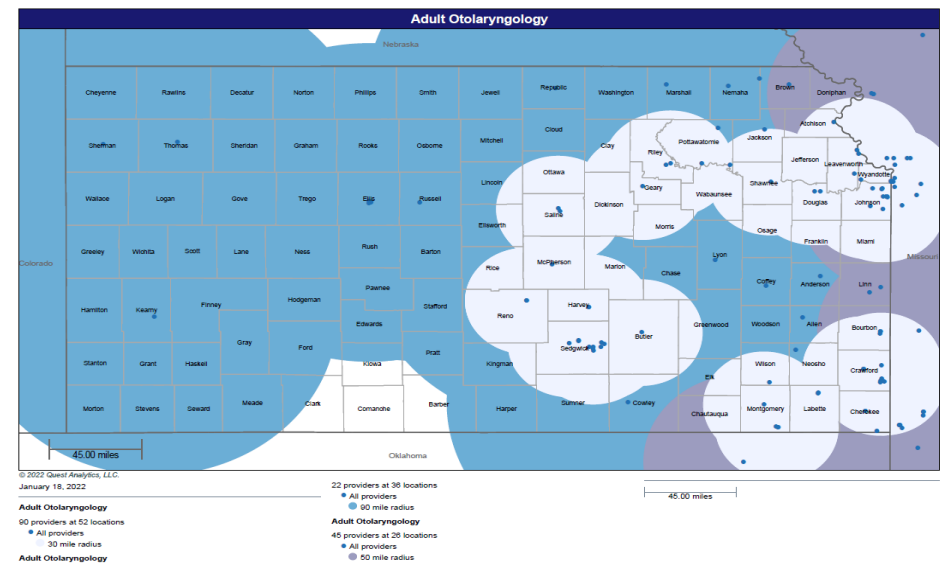 Adult Otolaryngology
Nebraska
Cheyenne Rawlins Decatur Norton Phillips Smith Jewell Republic Washington Marshall Nemaha Brown Doniphan
Atchison
Sherman Thomas Sheridan Graham Rooks Osborne Mitchell Cloud Clay Riley Pottawatomie Jackson Jefferson Leavenworth
Wyandotte
Wallace Logan Gove Trego Ellis Russell Lincoln Ottawa Geary Wabaunsee Shawnee Douglas Johnson
Saline Dickinson
Ellsworth Morris Osage
Greeley Wichita Scott Lane Ness Rush Barton Franklin Miami
Colorado Rice McPherson Marion Chase Lyon Missouri
Hamilton Kearny Finney Hodgeman Pawnee Stafford Reno Harvey Coffey Anderson Linn
Edwards Butler Greenwood Woodson Allen Bourbon
Gray Ford Sedgwick
Stanton Grant Haskell Kiowa Pratt Kingman Elk Wilson Neosho Crawford
Morton Stevens Seward Meade Clark Comanche Barber Harper Sumner Cowley Chautauqua Montgomery Labette Cherokee
45.00 miles
Oklahoma
© 2022 Quest Analytics, LLC.
January 18, 2022
Adult Otolaryngology
90 providers at 52 locations
All providers
30 mile radius
Adult Otolaryngology
22 providers at 36 locations
All providers
90 mile radius
Adult Otolaryngology
45 providers at 26 locations
All providers
50 mile radius
45.00 miles